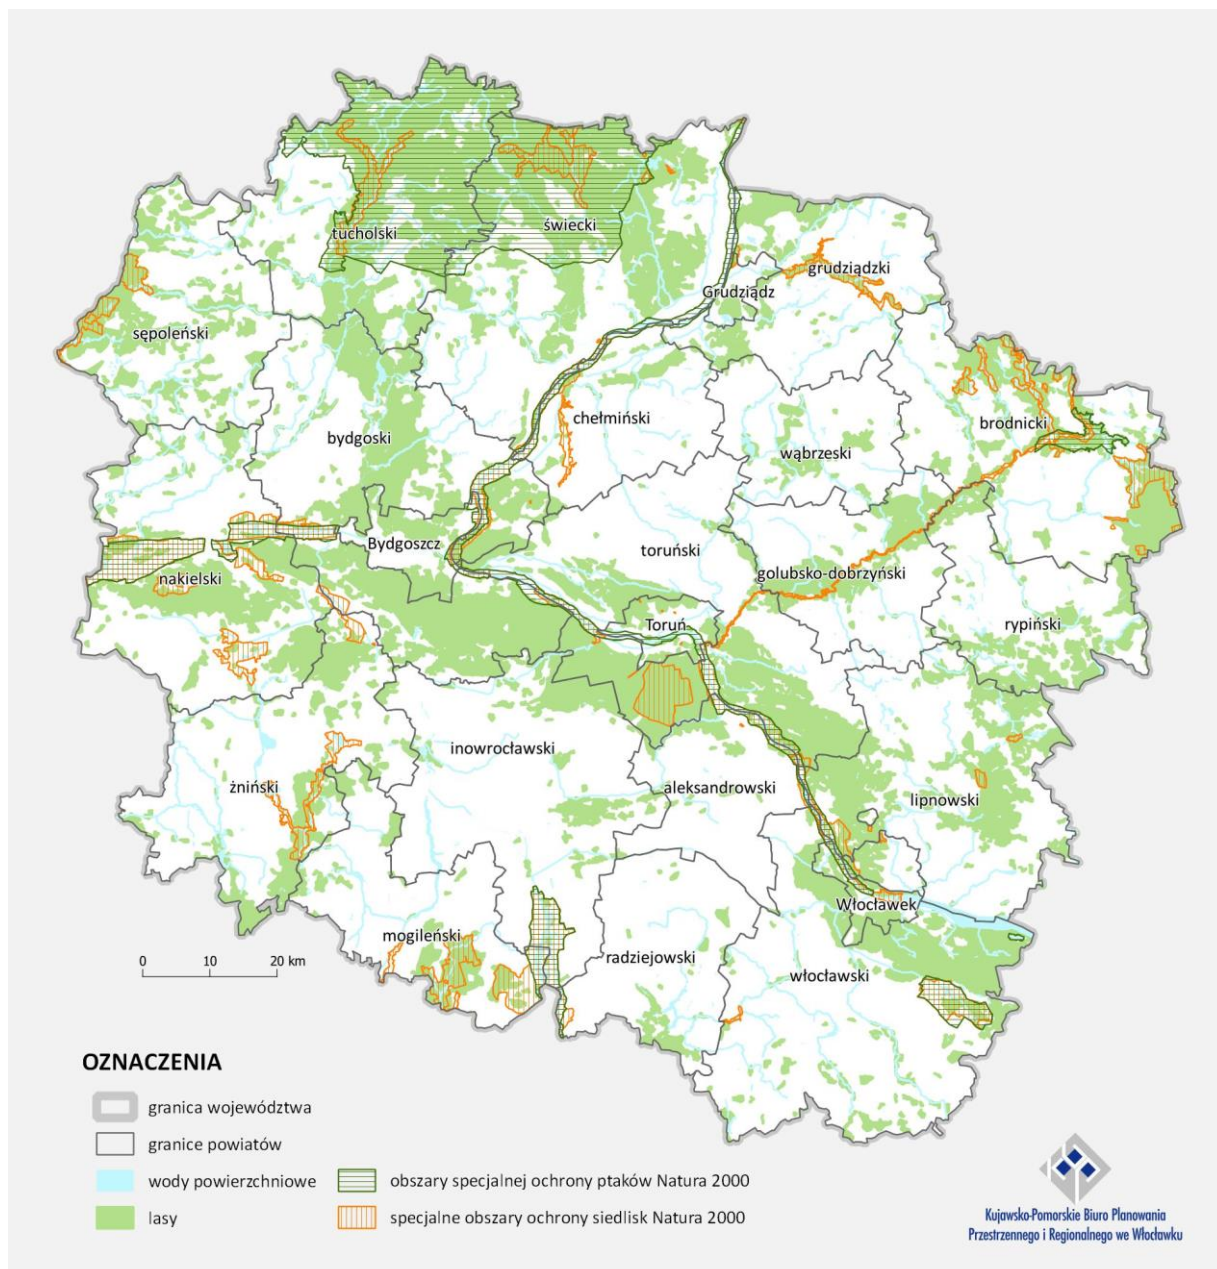 tucholski
świecki
grudziądzki
Grudziądz
sępoleński
chełmiński
brodnicki
bydgoski
wąbrzeski
Bydgoszcz
toruński
golubsko-dobrzyński
nakielski
Toruń
rypiński
inowrocławski
żniński
aleksandrowski
lipnowski
Włocławek
mogileński
radziejowski
włocławski
0 10 20 km
OZNACZENIA
granica województwa
granice powiatów
wody powierzchniowe
obszary specjalnej ochrony ptaków Natura 2000
lasy
specjalne obszary ochrony siedlisk Natura 2000
Kujawsko-Pomorskie Biuro Planowania
Przestrzennego i Regionalnego we Włocławku